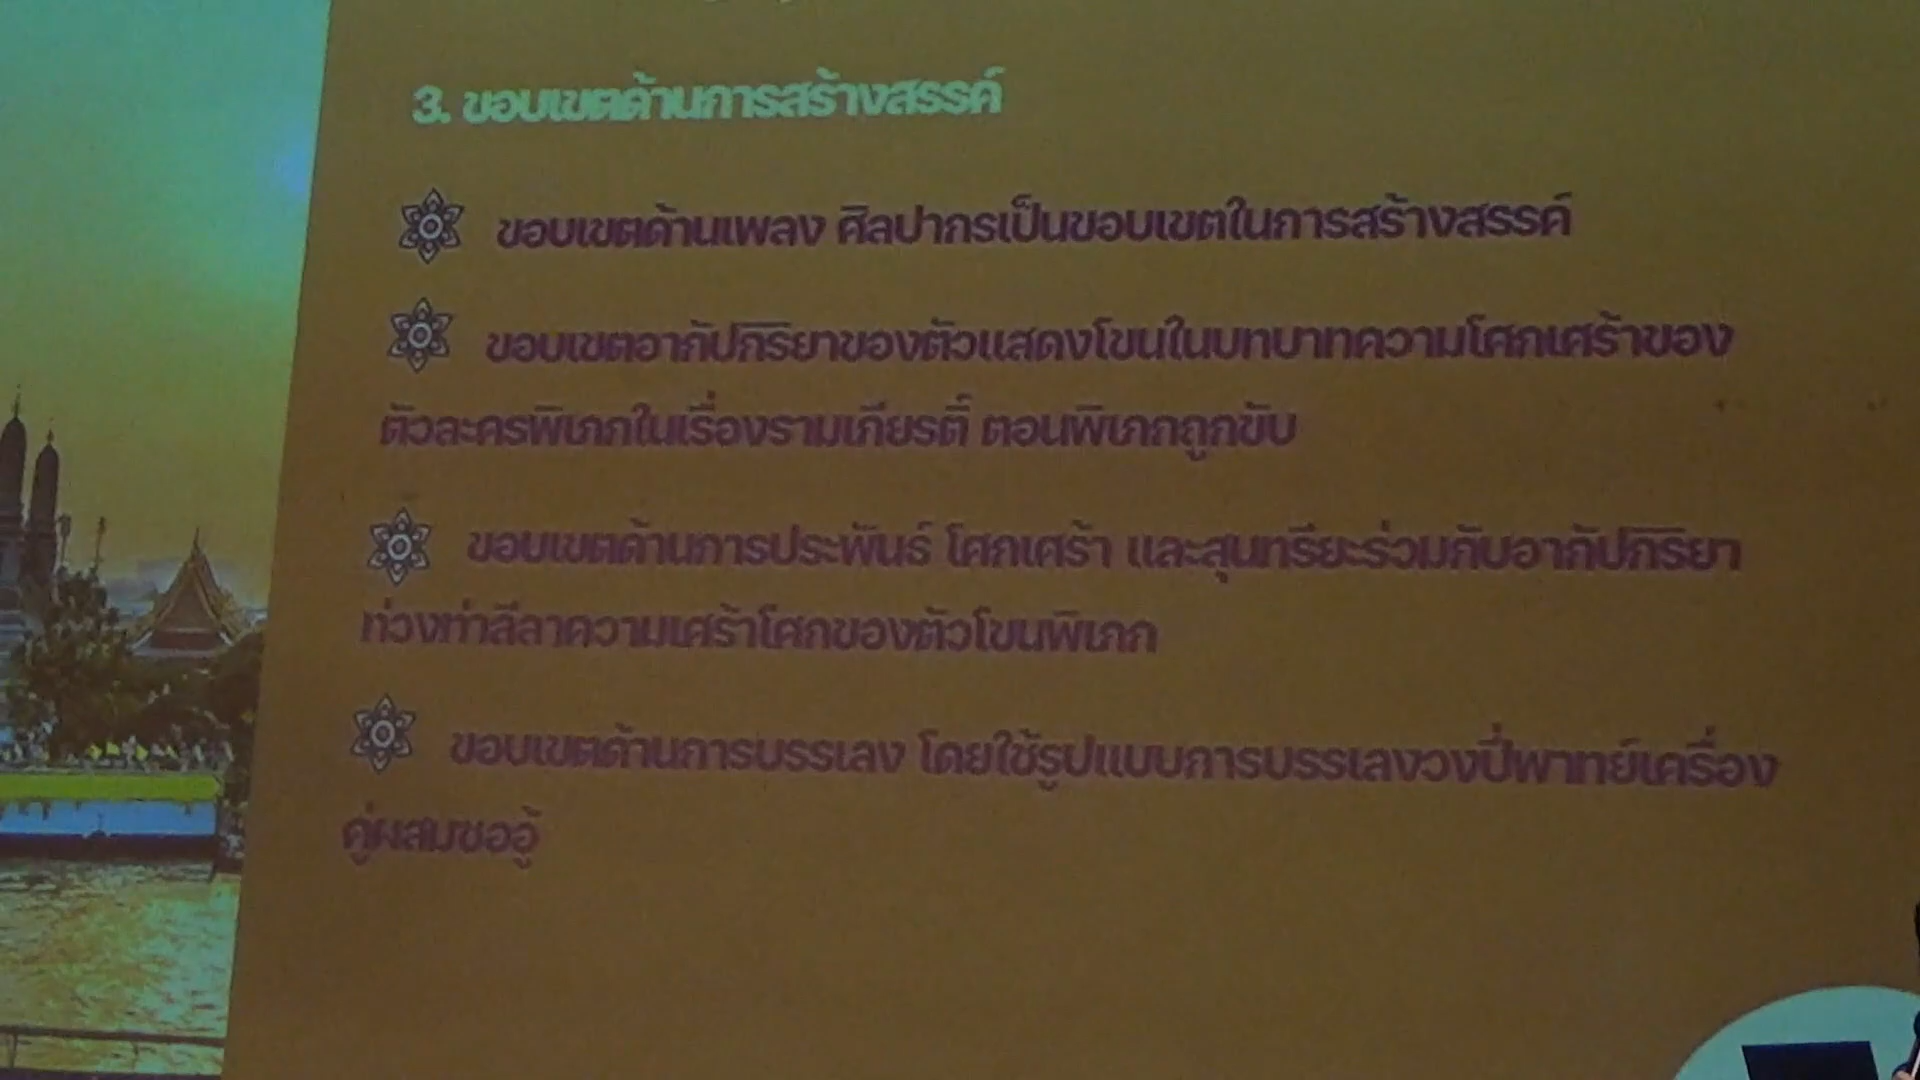 3. ขอบเขตด้านการสร้างสรรค์
ขอบเขตด้านเพลง ศิลปากรเป็นขอบเขตในการสร้างสรรค์
ขอบเขตอากัปกิริยาของตัวแสดงโขนในบทบาทความโศกเศร้าของ
ตัวละครพิเภกในเรื่องรามเกียรติ์ ตอนพิเภกถูกขับ
ขอบเขตด้านการประพันธ์ โศกเศร้า และสุนทรียะร่วมกับอากัปกิริยา
ท่วงท่าลีลาความเศร้าโศกของตัวโขนพิเภก
ขอบเขตด้านการบรรเลง โดยใช้รูปแบบการบรรเลงวงปี่พาทย์เครื่อง
คู่ผสมซออู้